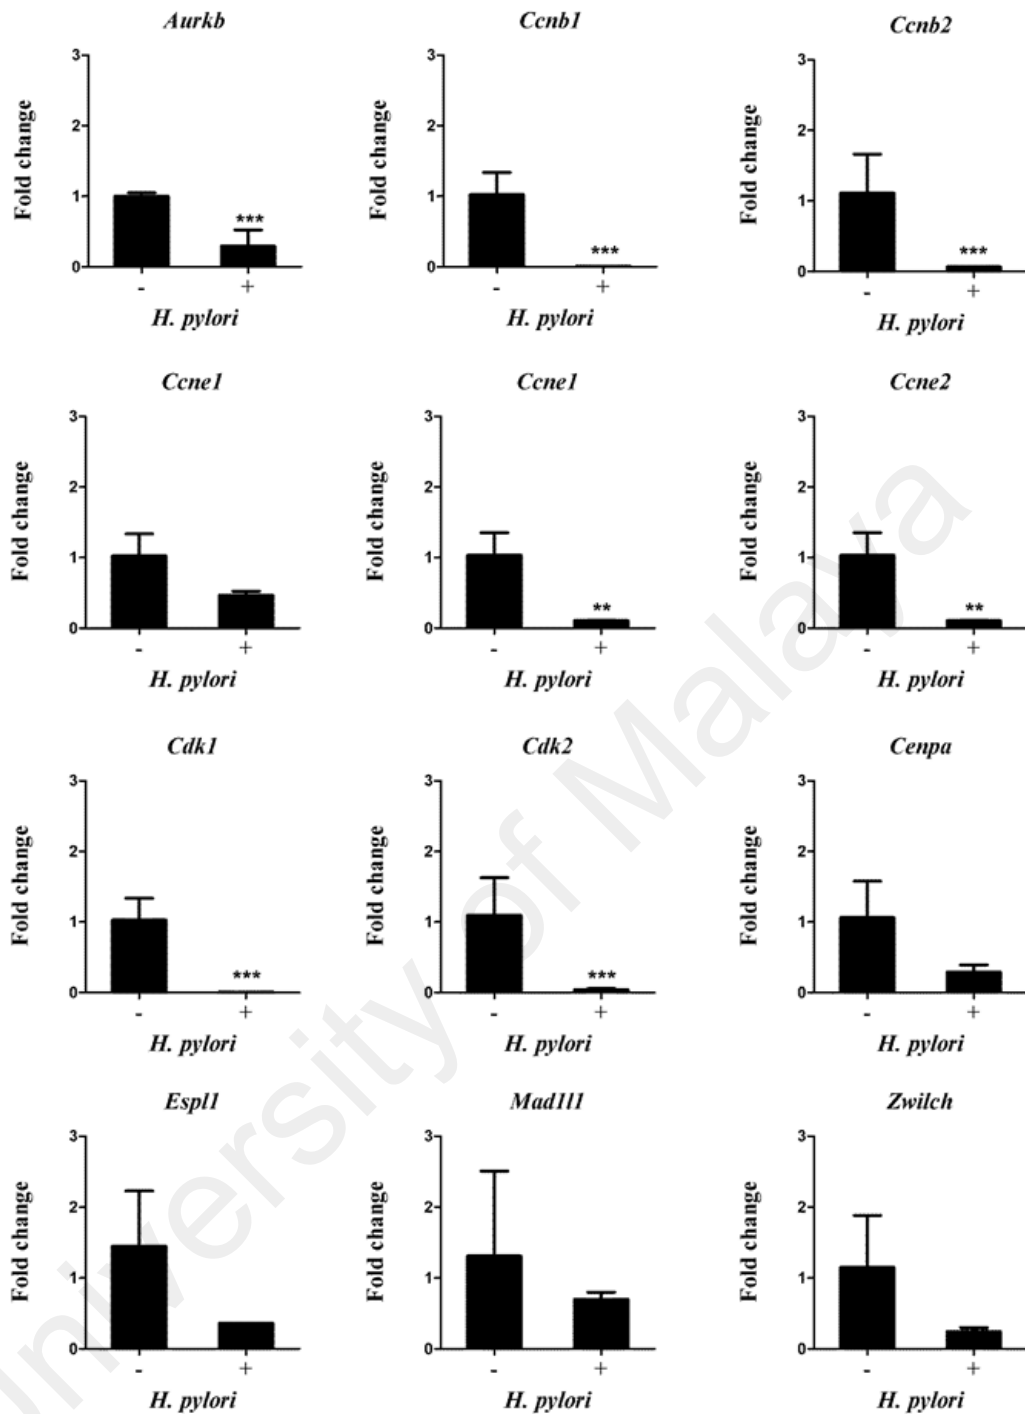 Aurkb Ccnb1 Ccnb2
3 3 3
Fold change Fold change Fold change
2 2 2
1 1 1
*** *** ***
0 0 0
- + - + - +
H. pylori H. pylori H. pylori
Ccne1 Ccne1 Ccne2
3 3 3
Fold change Fold change Fold change
2 2 2
1 1 1
** **
0 0 0
- + - + - +
H. pylori H. pylori H. pylori
Cdk1 Cdk2 Cenpa
3 3 3
Fold change Fold change Fold change
2 2 2
1 1 1
*** ***
0 0 0
- + - + - +
H. pylori H. pylori H. pylori
Espl1 Mad1l1 Zwilch
3 3 3
Fold change Fold change Fold change
2 2 2
1 1 1
0 0 0
- + - + - +
H. pylori H. pylori H. pylori
University of Malaya